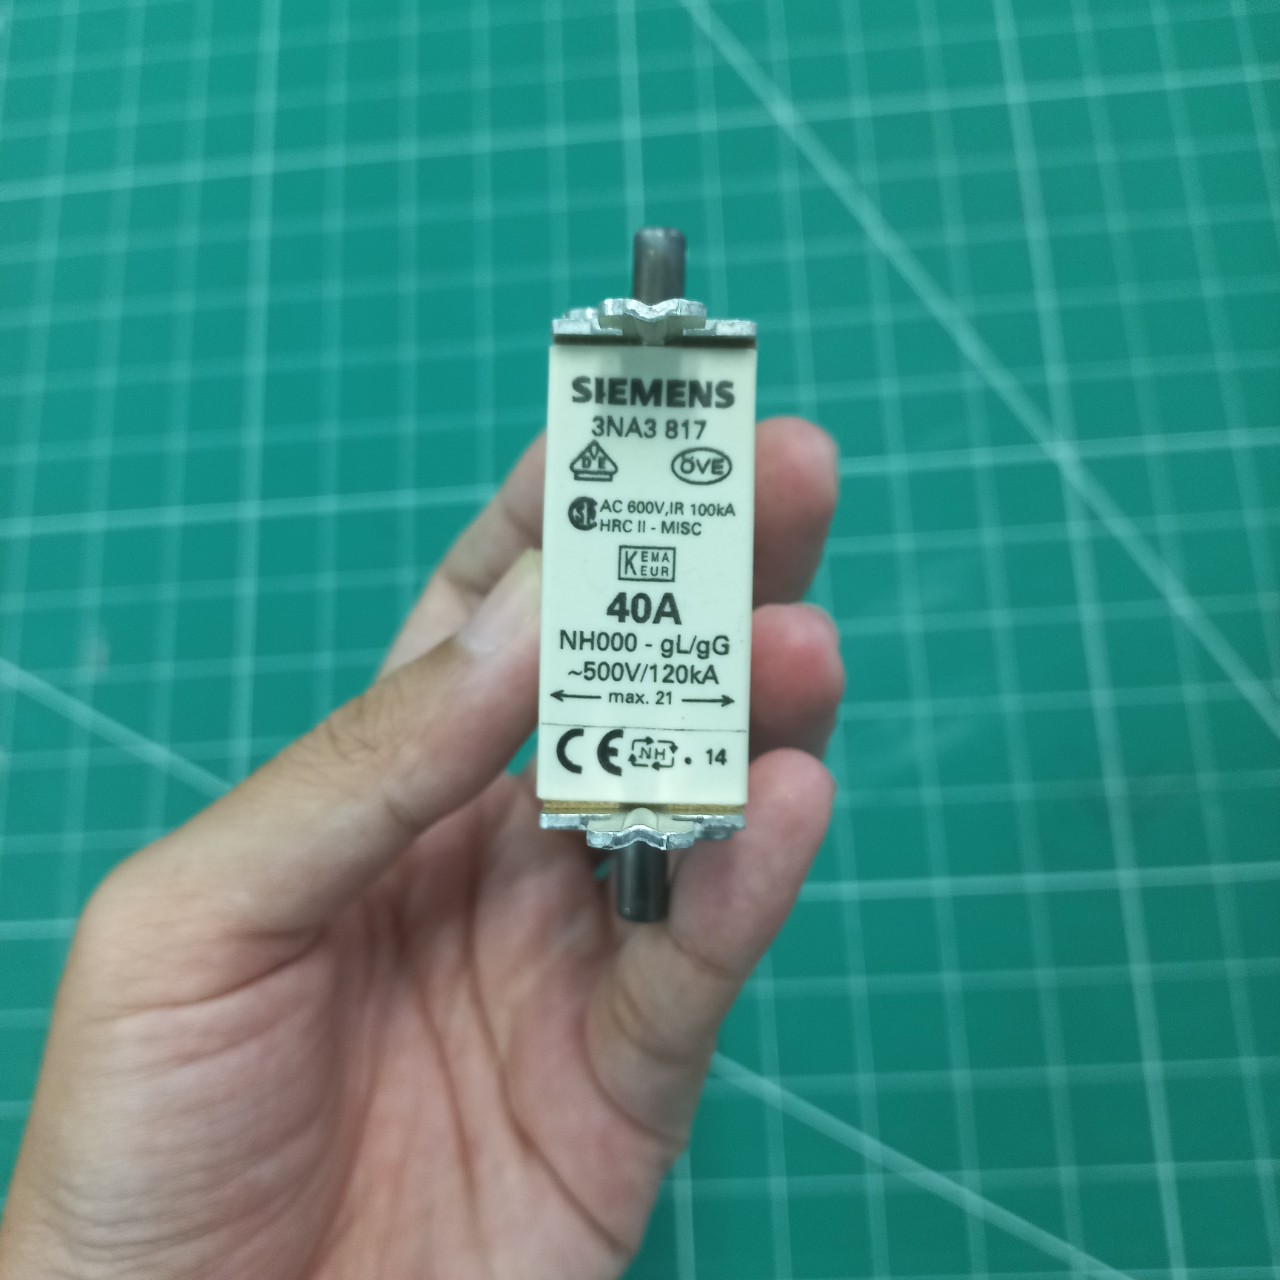 SIEMENS
3NA3 817
VDE
ÖVE
AC 600V,IR 100kA
HRC II - MISC
KEMA
EUR
40A
NH000 - gL/gG
~500V/120kA
max. 21
CE NH . 14